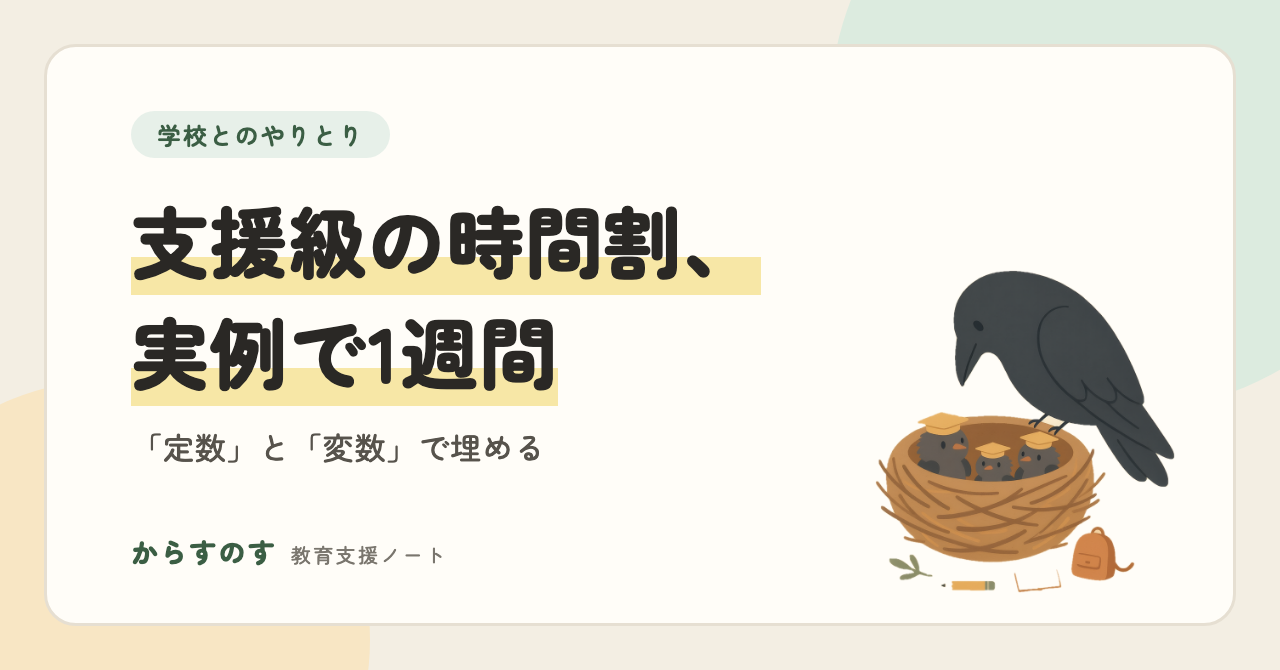 学校とのやりとり
支援級の時間割、
実例で1週間
「定数」と「変数」で埋める
からすのす 教育支援ノート